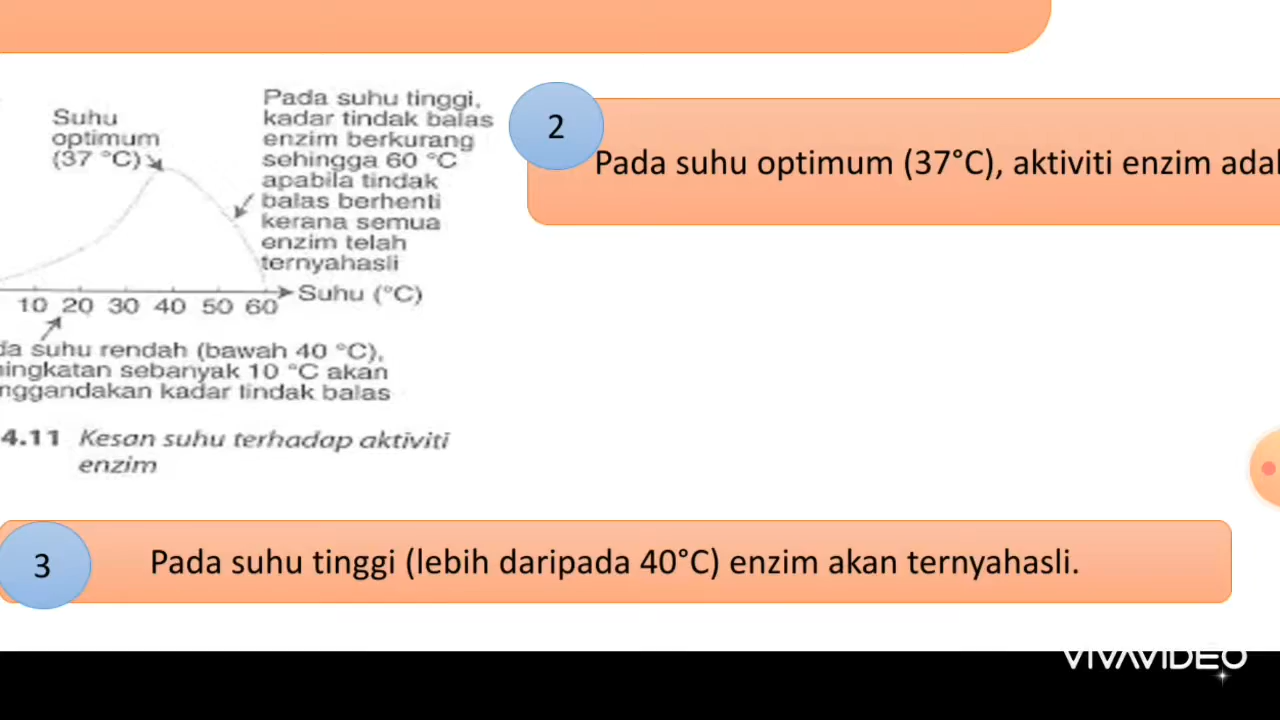 Suhu
optimum
(37 °C)
Pada suhu tinggi,
kadar tindak balas
enzim berkurang
sehingga 60 °C
apabila tindak
balas berhenti
kerana semua
enzim telah
ternyahasli
10 20 30 40 50 60
Suhu (°C)
da suhu rendah (bawah 40 °C),
ingkatan sebanyak 10 °C akan
nggandakan kadar tindak balas
4.11 Kesan suhu terhadap aktiviti
enzim
2
Pada suhu optimum (37°C), aktiviti enzim adal
3
Pada suhu tinggi (lebih daripada 40°C) enzim akan ternyahasli.
VIVAVIDEO